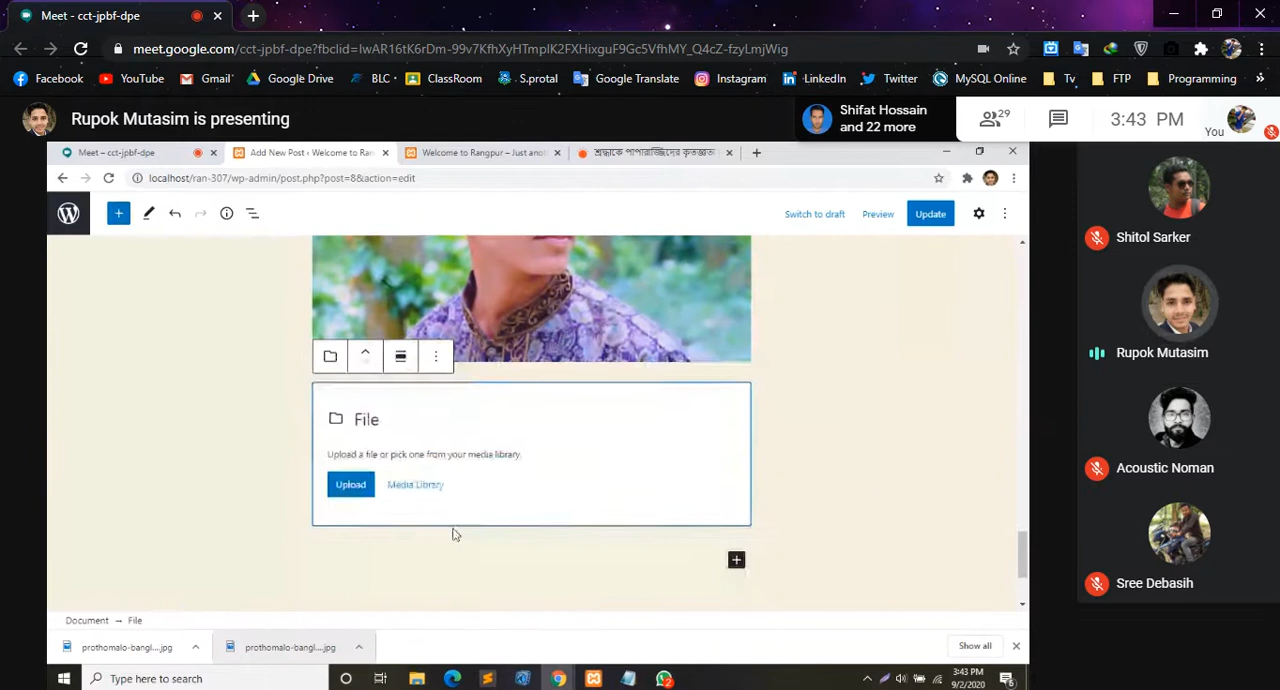 Meet - cct-jpbf-dpe
meet.google.com/cct-jpbf-dpe?fbclid=IwAR16tK6rDm-99v7KfhXyHTmpIK2FXHixguF9Gc5VfhMY_Q4cZ-fzyLmjWig
Facebook YouTube Gmail Google Drive BLC ClassRoom S.protal Google Translate Instagram LinkedIn Twitter MySQL Online Tv FTP Programming
Rupok Mutasim is presenting
Shifat Hossain
and 22 more
29
3:43 PM
You
Meet – cct-jpbf-dpe
Add New Post ‹ Welcome to Ran
Welcome to Rangpur – Just anot
শ্রদ্ধাকে পাপারাজ্জিদের কৃতজ্ঞতা
localhost/ran-307/wp-admin/post.php?post=8&action=edit
Switch to draft Preview Update
File
Upload a file or pick one from your media library.
Upload Media Library
Document → File
prothomalo-bangl....jpg prothomalo-bangl....jpg Show all
Type here to search
3:43 PM
9/2/2020
Shitol Sarker
Rupok Mutasim
Acoustic Noman
Sree Debasih